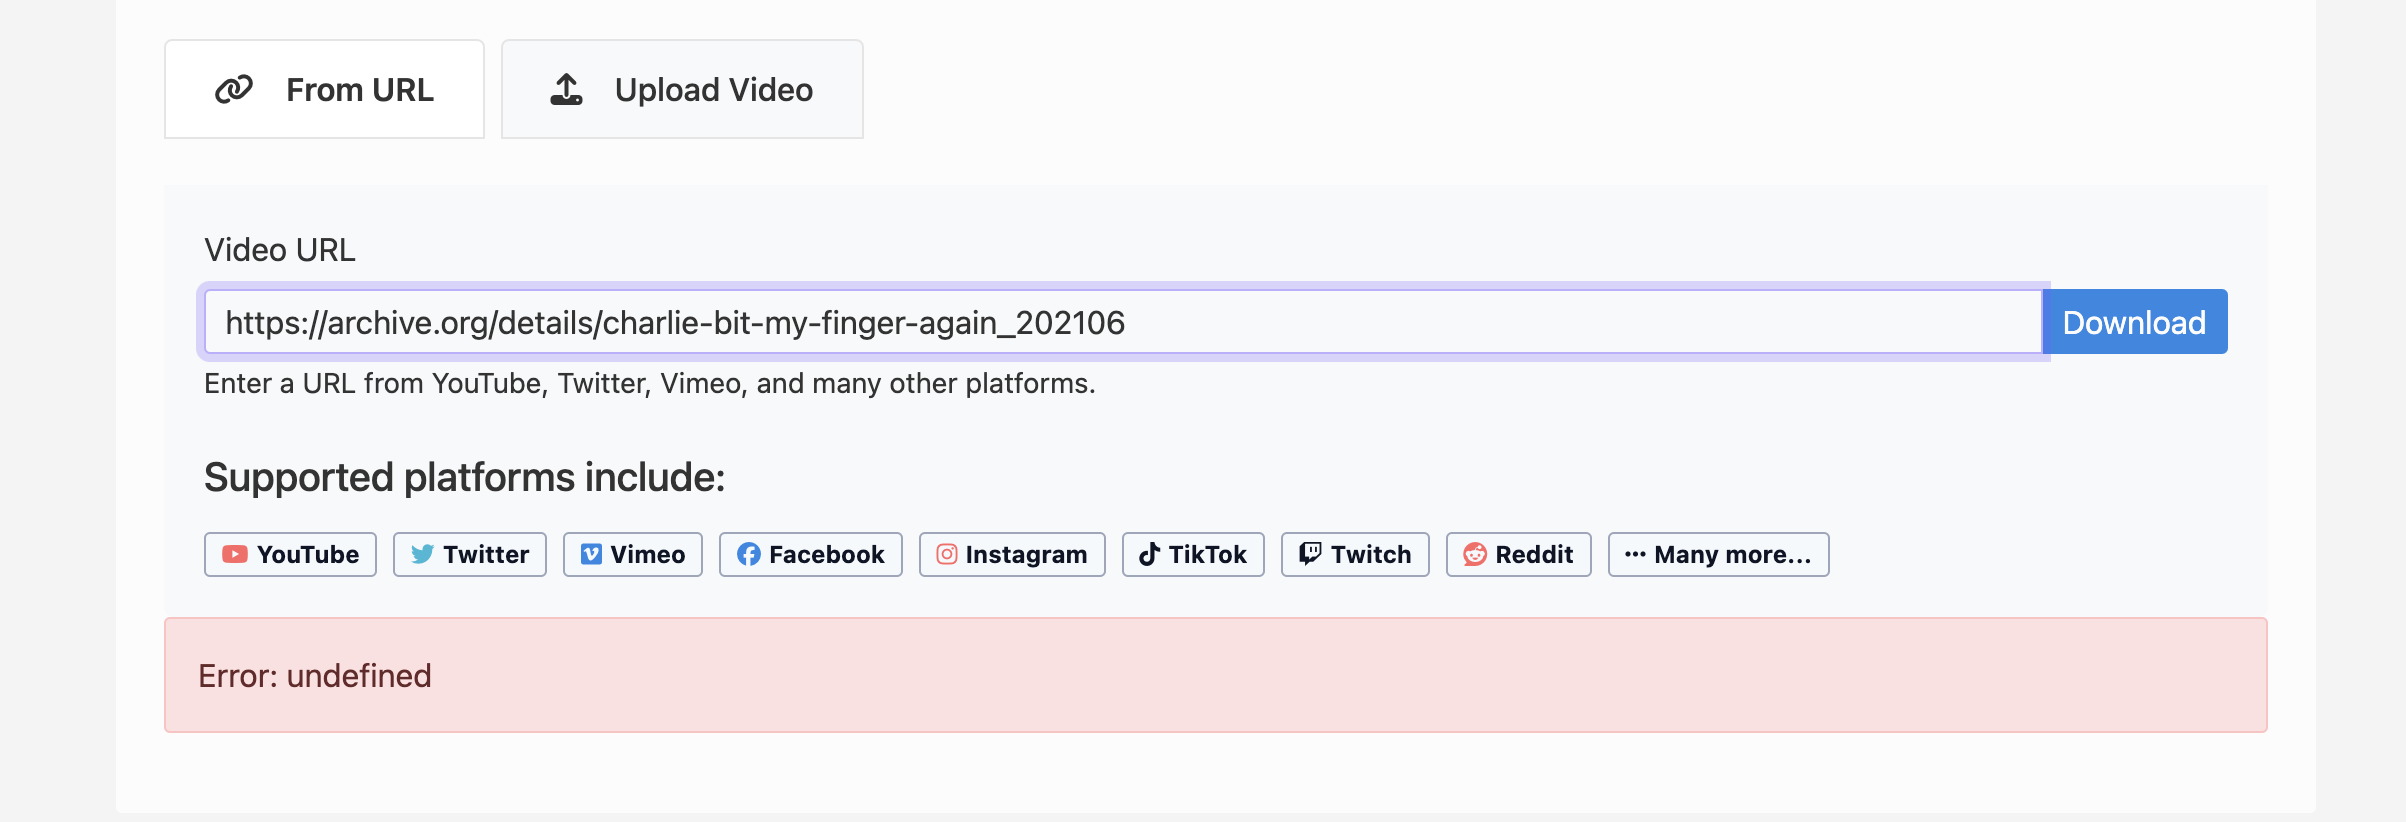 From URL
Upload Video
Video URL
https://archive.org/details/charlie-bit-my-finger-again_202106
Download
Enter a URL from YouTube, Twitter, Vimeo, and many other platforms.
Supported platforms include:
YouTube Twitter Vimeo Facebook Instagram TikTok Twitch Reddit Many more...
Error: undefined